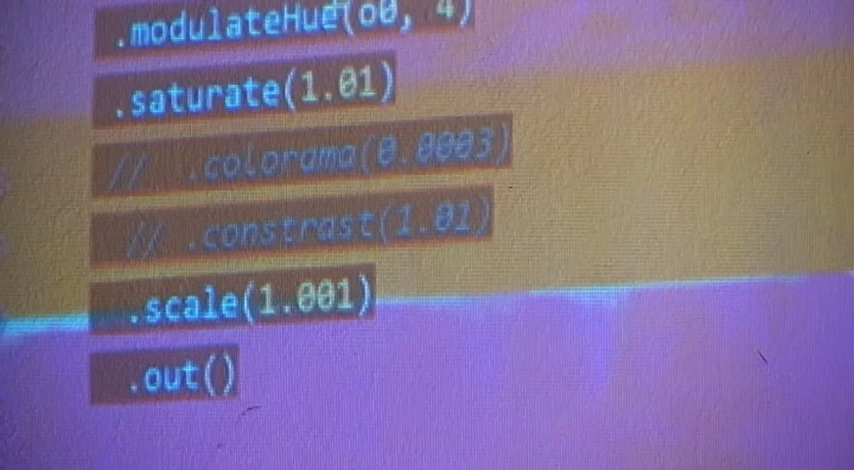 .modulateHue(o0, 4)
.saturate(1.01)
// .colorama(0.0003)
// .constrast(1.01)
.scale(1.001)
.out()